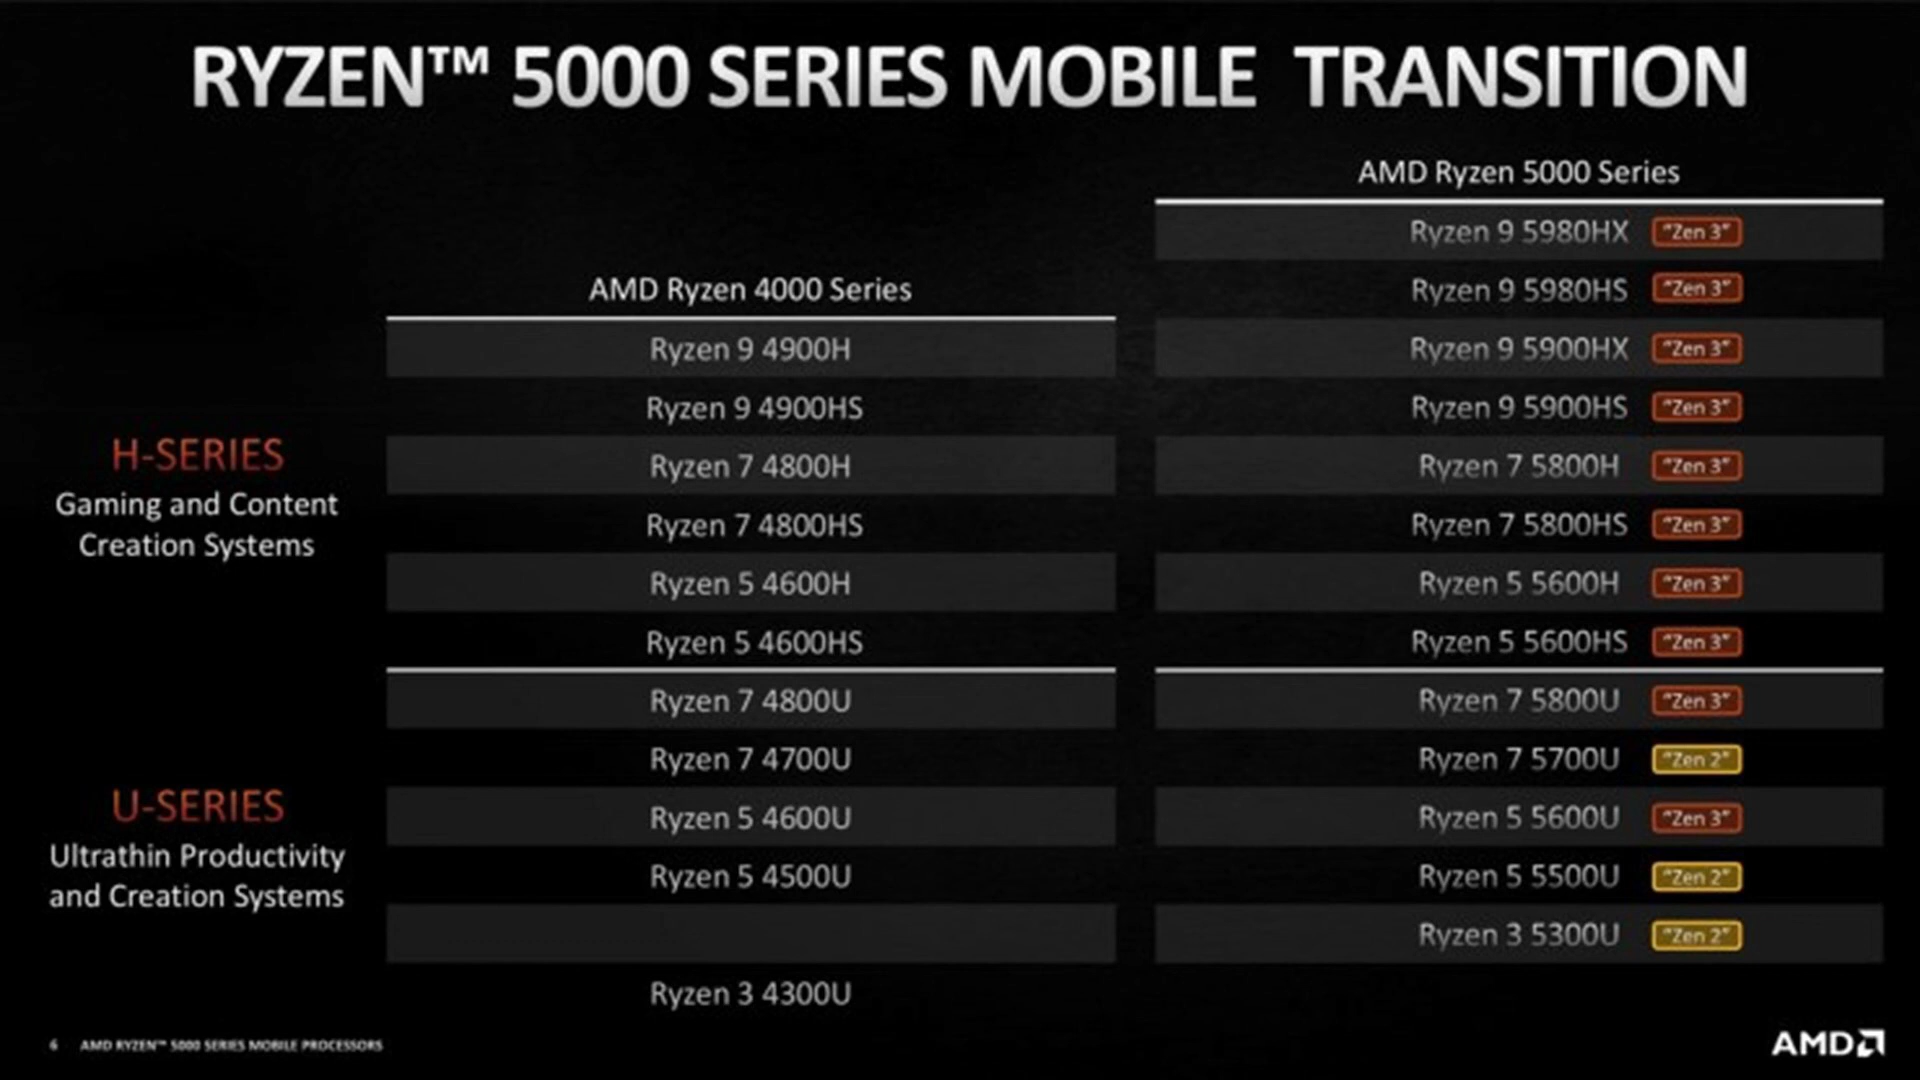 RYZEN™ 5000 SERIES MOBILE TRANSITION
AMD Ryzen 5000 Series
Ryzen 9 5980HX "Zen 3"
AMD Ryzen 4000 Series
Ryzen 9 5980HS "Zen 3"
Ryzen 9 4900H
Ryzen 9 5900HX "Zen 3"
Ryzen 9 4900HS
Ryzen 9 5900HS "Zen 3"
H-SERIES
Gaming and Content
Creation Systems
Ryzen 7 4800H
Ryzen 7 5800H "Zen 3"
Ryzen 7 4800HS
Ryzen 7 5800HS "Zen 3"
Ryzen 5 4600H
Ryzen 5 5600H "Zen 3"
Ryzen 5 4600HS
Ryzen 5 5600HS "Zen 3"
Ryzen 7 4800U
Ryzen 7 5800U "Zen 3"
Ryzen 7 4700U
Ryzen 7 5700U "Zen 2"
U-SERIES
Ultrathin Productivity
and Creation Systems
Ryzen 5 4600U
Ryzen 5 5600U "Zen 3"
Ryzen 5 4500U
Ryzen 5 5500U "Zen 2"
Ryzen 3 5300U "Zen 2"
Ryzen 3 4300U
6 AMD RYZEN™ 5000 SERIES MOBILE PROCESSORS
AMD